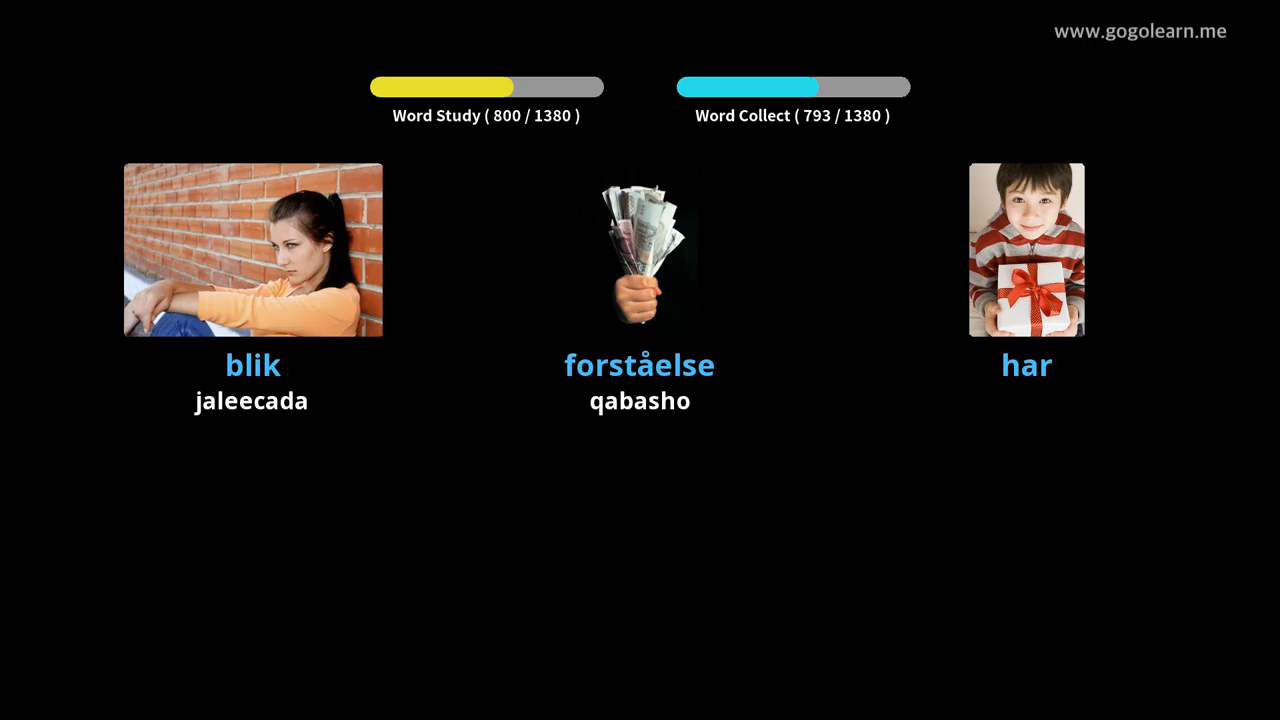 www.gogolearn.me
Word Study ( 800 / 1380 )
Word Collect ( 793 / 1380 )
blik
forståelse
har
jaleecada
qabasho